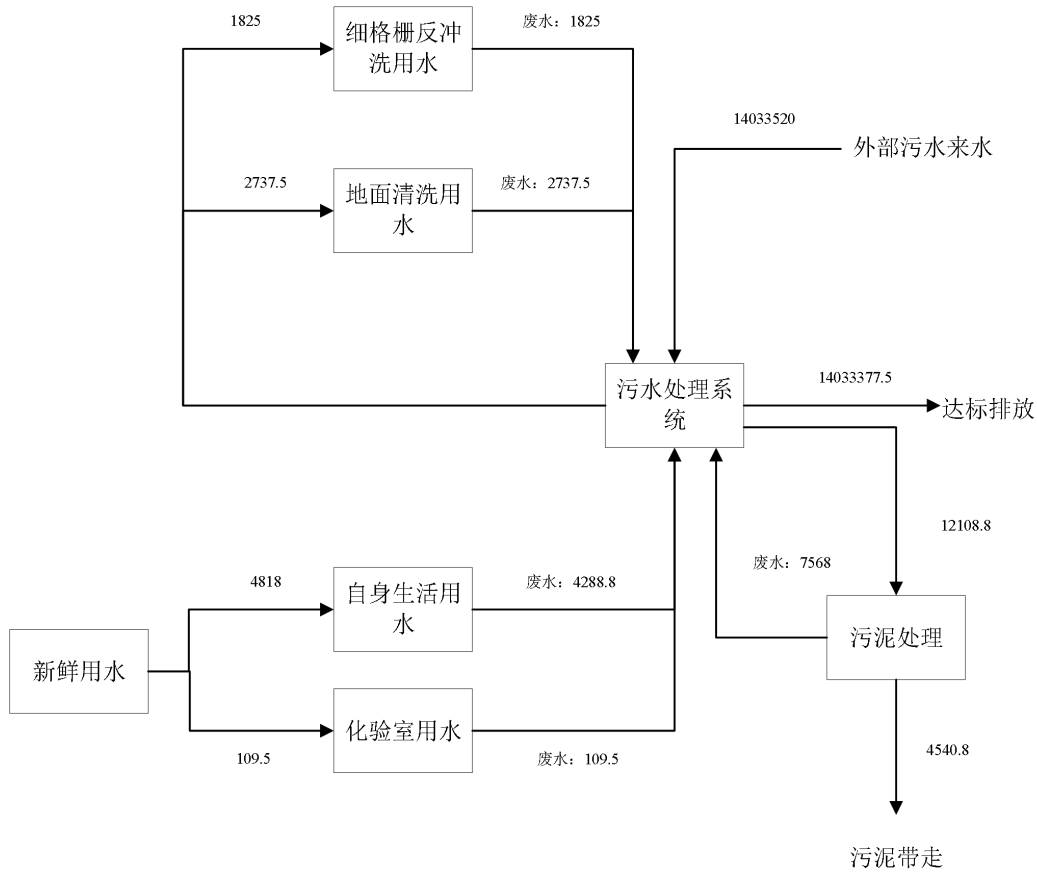 1825
细格栅反冲
洗用水
废水：1825
14033520
外部污水来水
2737.5
地面清洗用
水
废水：2737.5
污水处理系
统
14033377.5
达标排放
12108.8
废水：7568
4818
自身生活用
水
废水：4288.8
污泥处理
新鲜用水
109.5
化验室用水
废水：109.5
4540.8
污泥带走